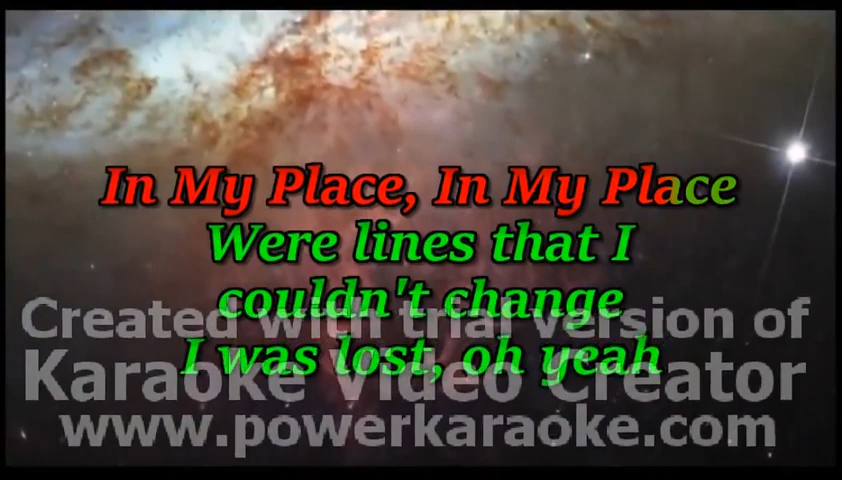 In My Place, In My Place
Were lines that I
couldn't change
Created with trial version of
I was lost, oh yeah
Karaoke Video Creator
www.powerkaraoke.com